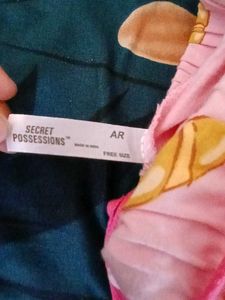 SECRET
POSSESSIONS™
AR
MADE IN INDIA
FREE SIZE